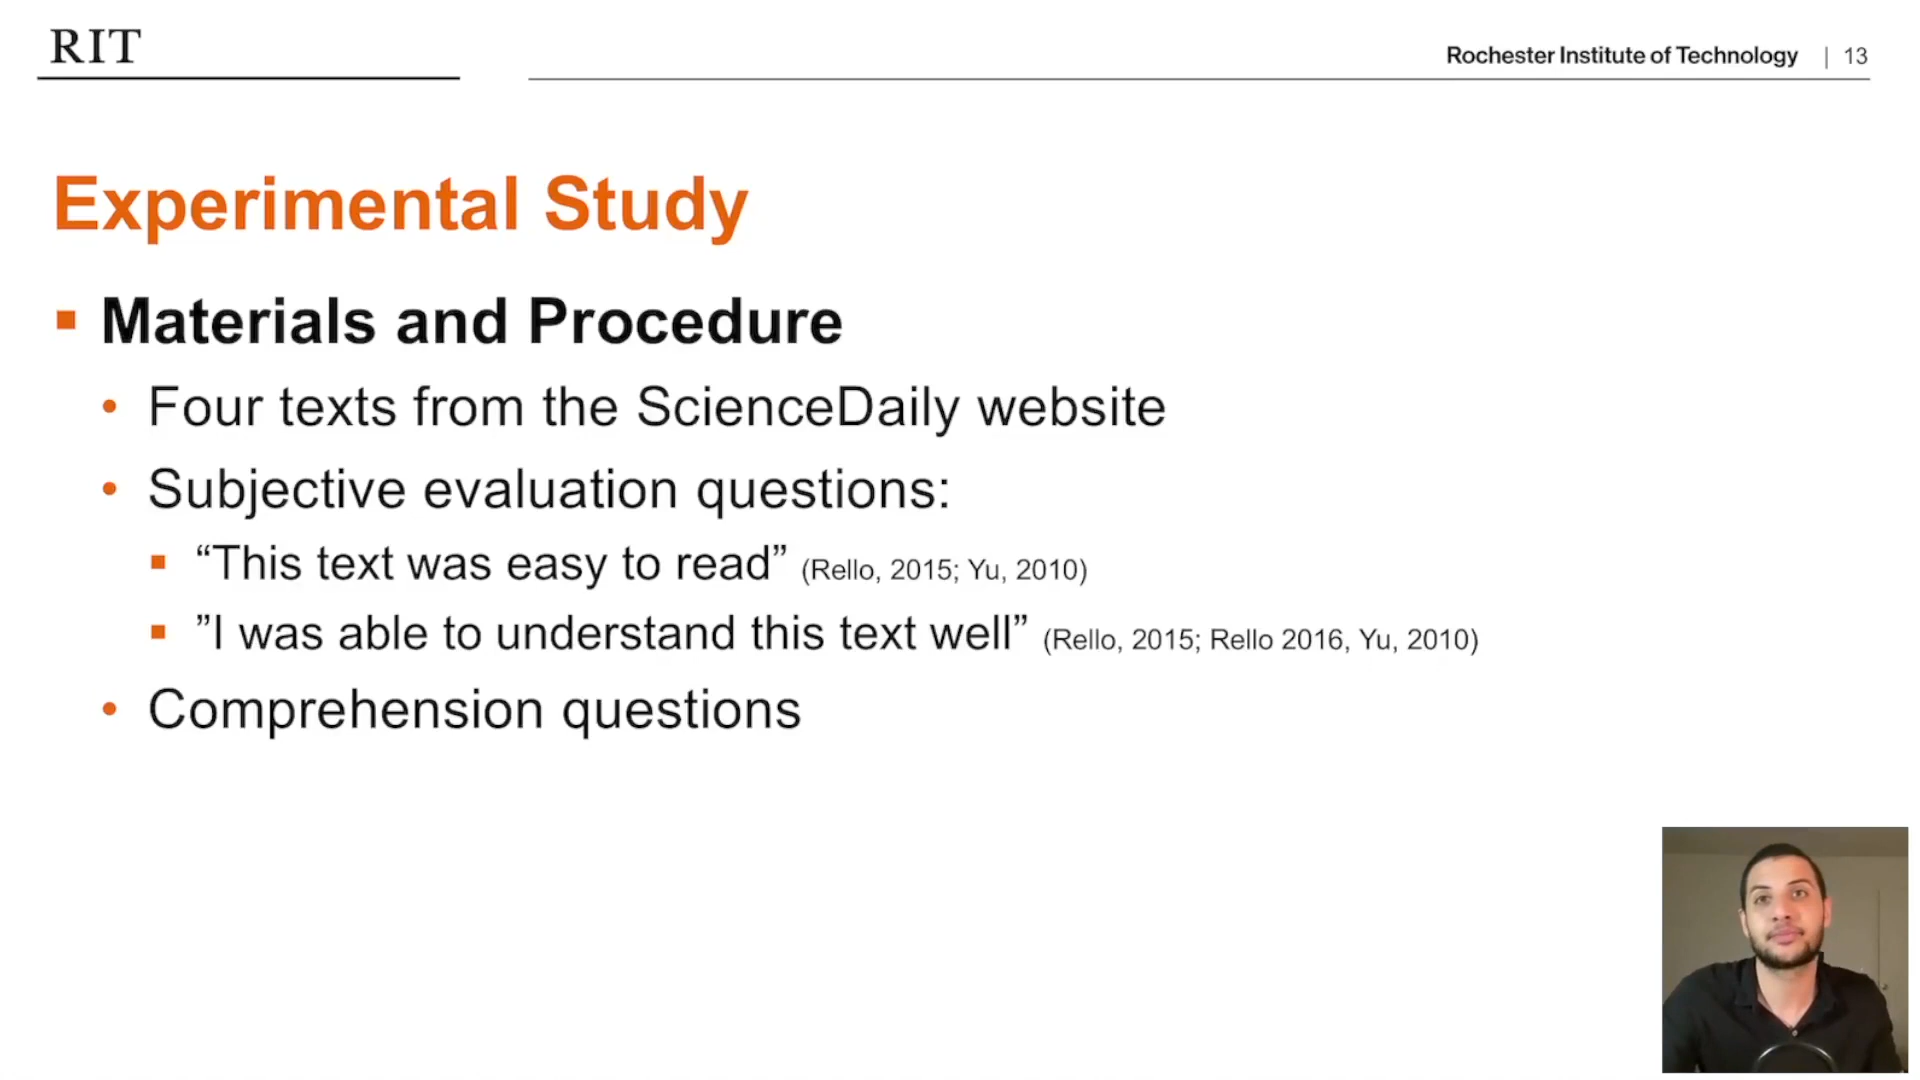 RIT
Rochester Institute of Technology | 13
Experimental Study
▪ Materials and Procedure
• Four texts from the ScienceDaily website
• Subjective evaluation questions:
▪ “This text was easy to read” (Rello, 2015; Yu, 2010)
▪ ”I was able to understand this text well” (Rello, 2015; Rello 2016, Yu, 2010)
• Comprehension questions